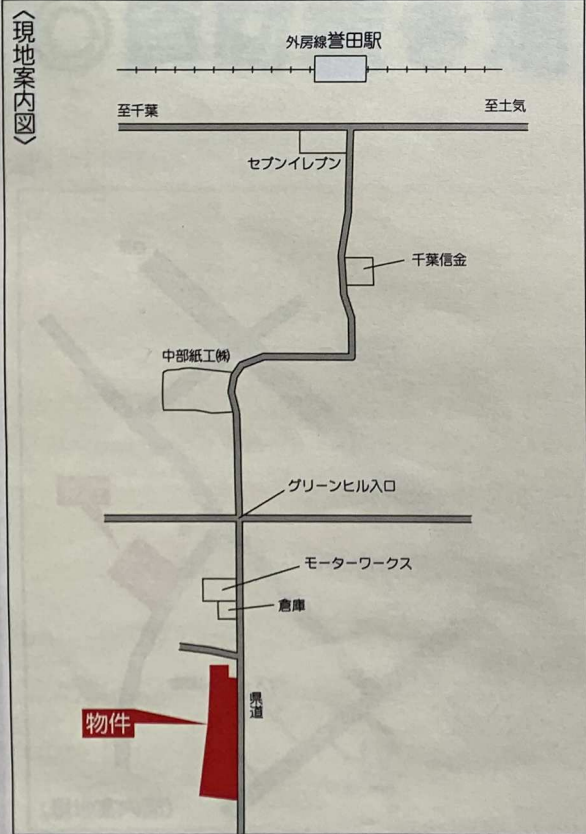 〈現地案内図〉
外房線誉田駅
至千葉
至土気
セブンイレブン
千葉信金
中部紙工㈱
グリーンヒル入口
モーターワークス
倉庫
県道
物件